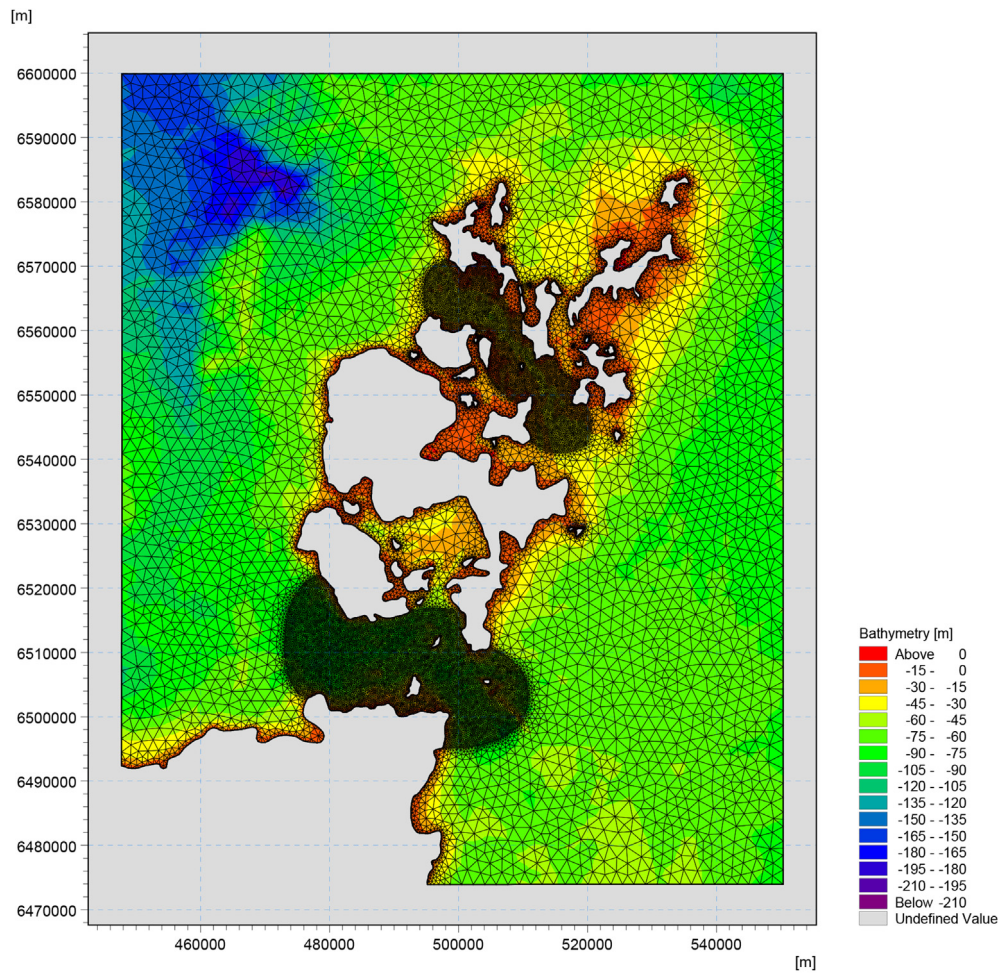 [m]
6600000
6590000
6580000
6570000
6560000
6550000
6540000
6530000
6520000
6510000
6500000
6490000
6480000
6470000
460000 480000 500000 520000 540000
[m]
Bathymetry [m]
Above 0
-15 - 0
-30 - -15
-45 - -30
-60 - -45
-75 - -60
-90 - -75
-105 - -90
-120 - -105
-135 - -120
-150 - -135
-165 - -150
-180 - -165
-195 - -180
-210 - -195
Below -210
Undefined Value